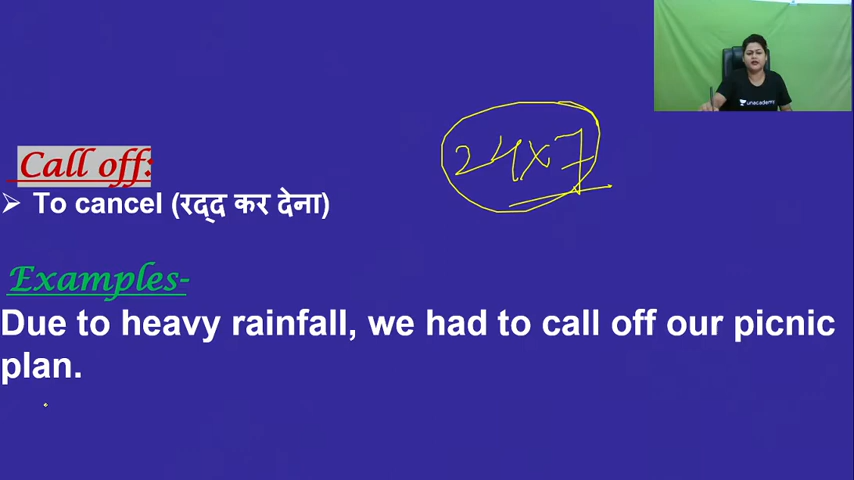 unacademy
24x7
Call off:
➢ To cancel (रद्द कर देना)
Examples-
Due to heavy rainfall, we had to call off our picnic
plan.